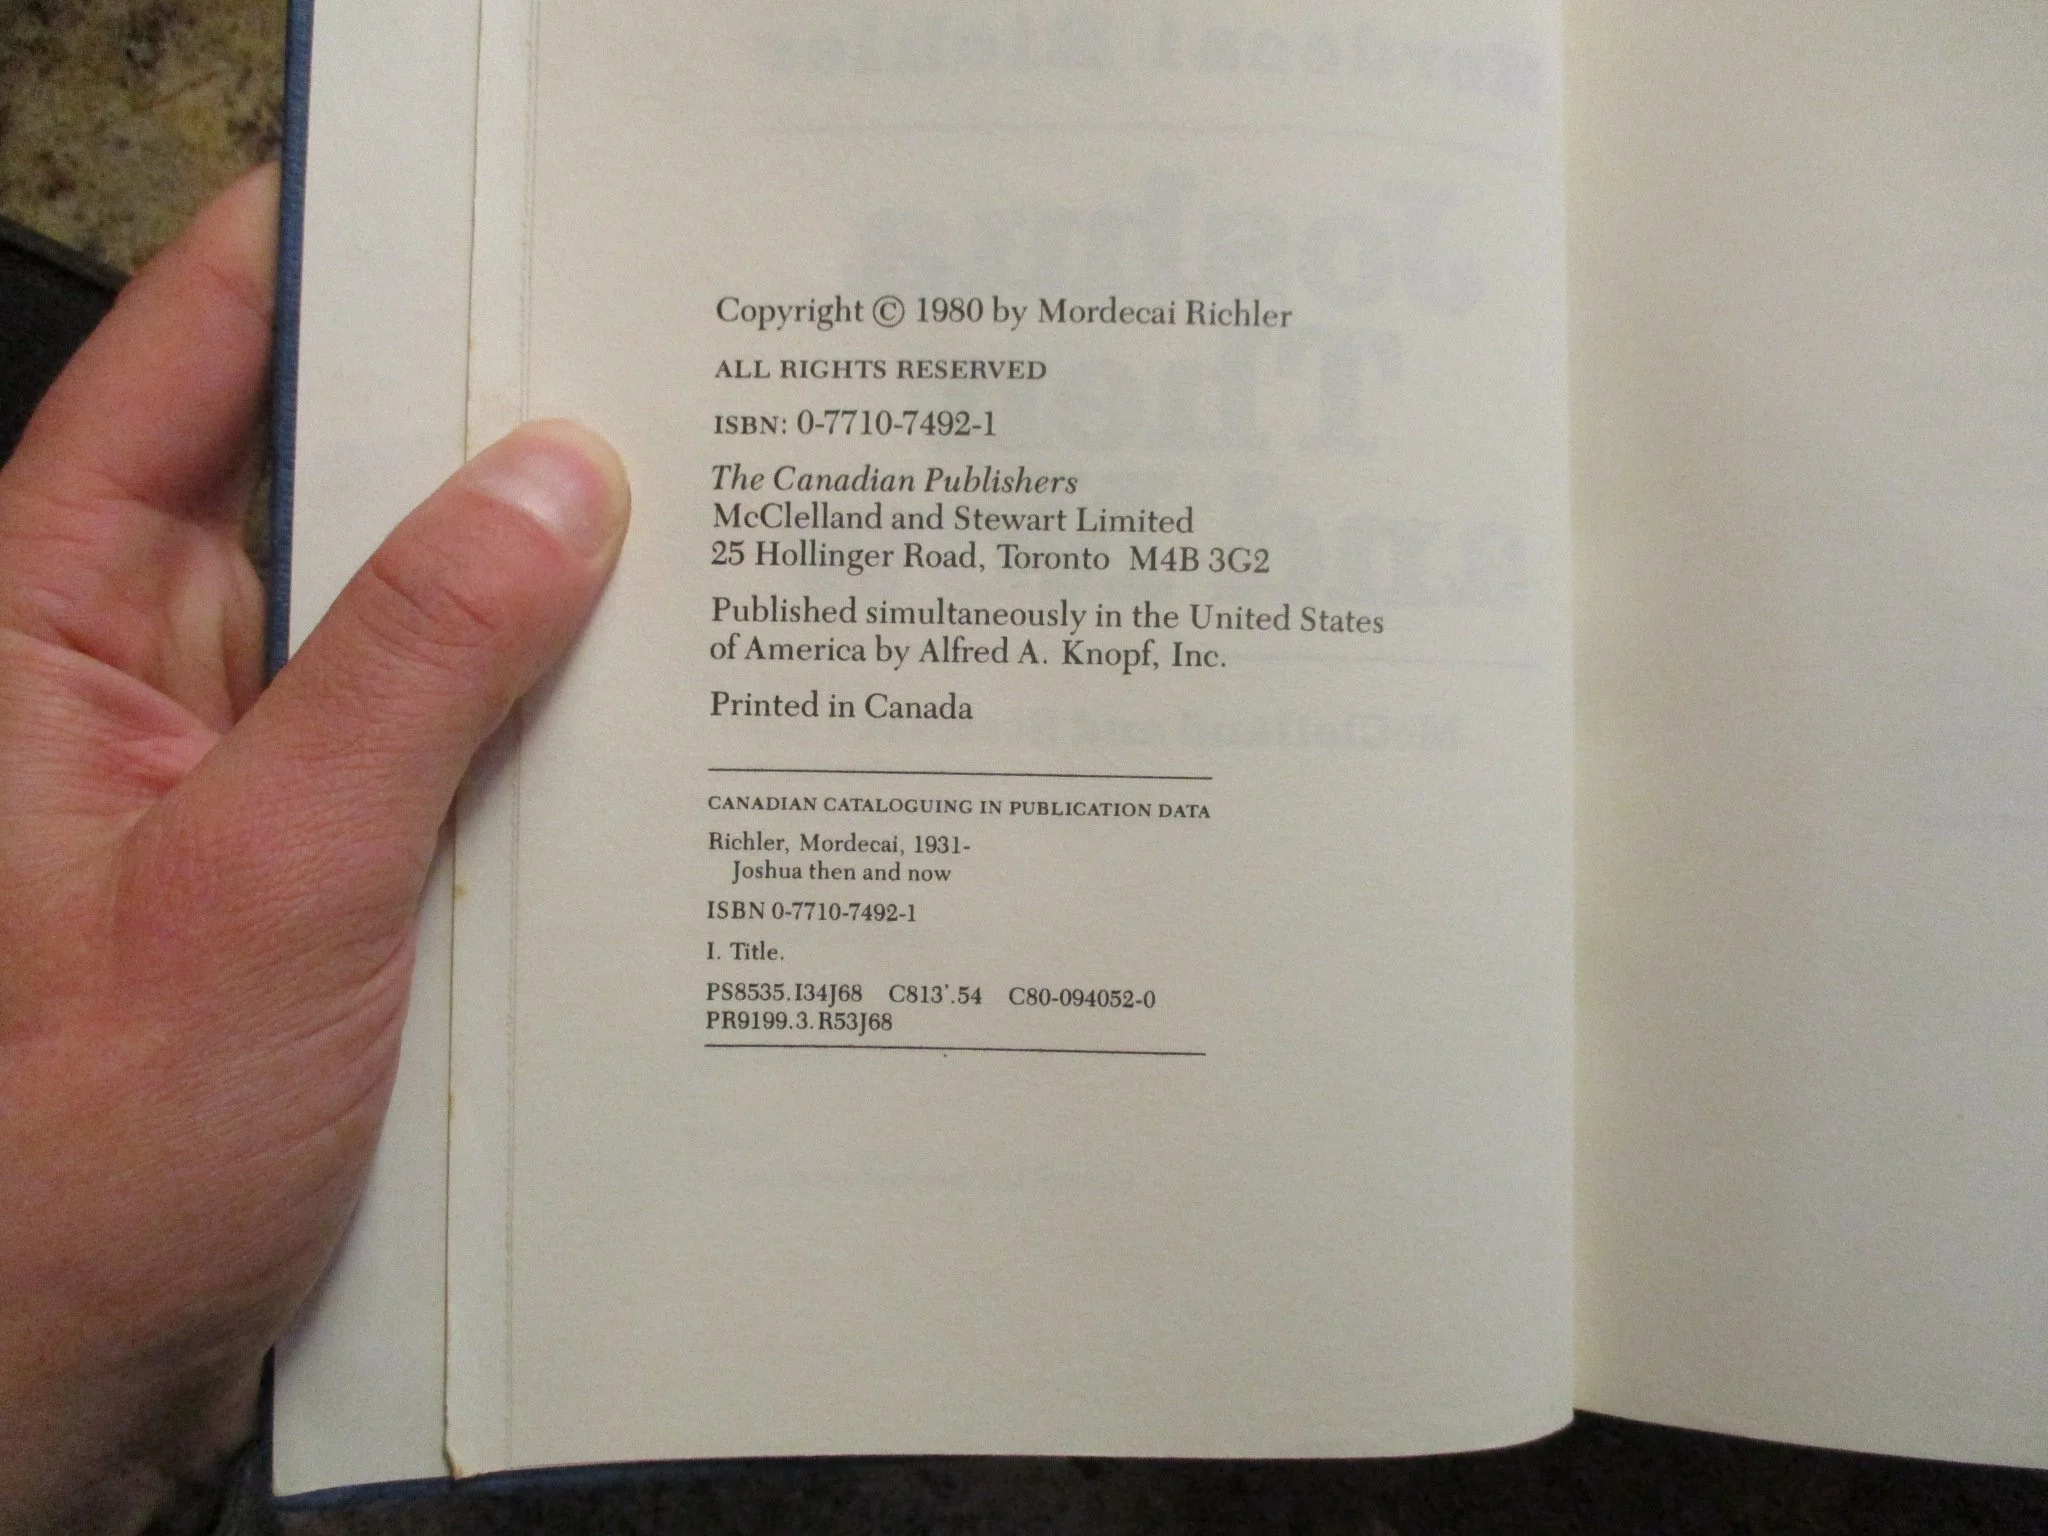 Copyright © 1980 by Mordecai Richler
ALL RIGHTS RESERVED
ISBN: 0-7710-7492-1
The Canadian Publishers
McClelland and Stewart Limited
25 Hollinger Road, Toronto M4B 3G2
Published simultaneously in the United States
of America by Alfred A. Knopf, Inc.
Printed in Canada
CANADIAN CATALOGUING IN PUBLICATION DATA
Richler, Mordecai, 1931-
Joshua then and now
ISBN 0-7710-7492-1
I. Title.
PS8535.I34J68 C813'.54 C80-094052-0
PR9199.3.R53J68